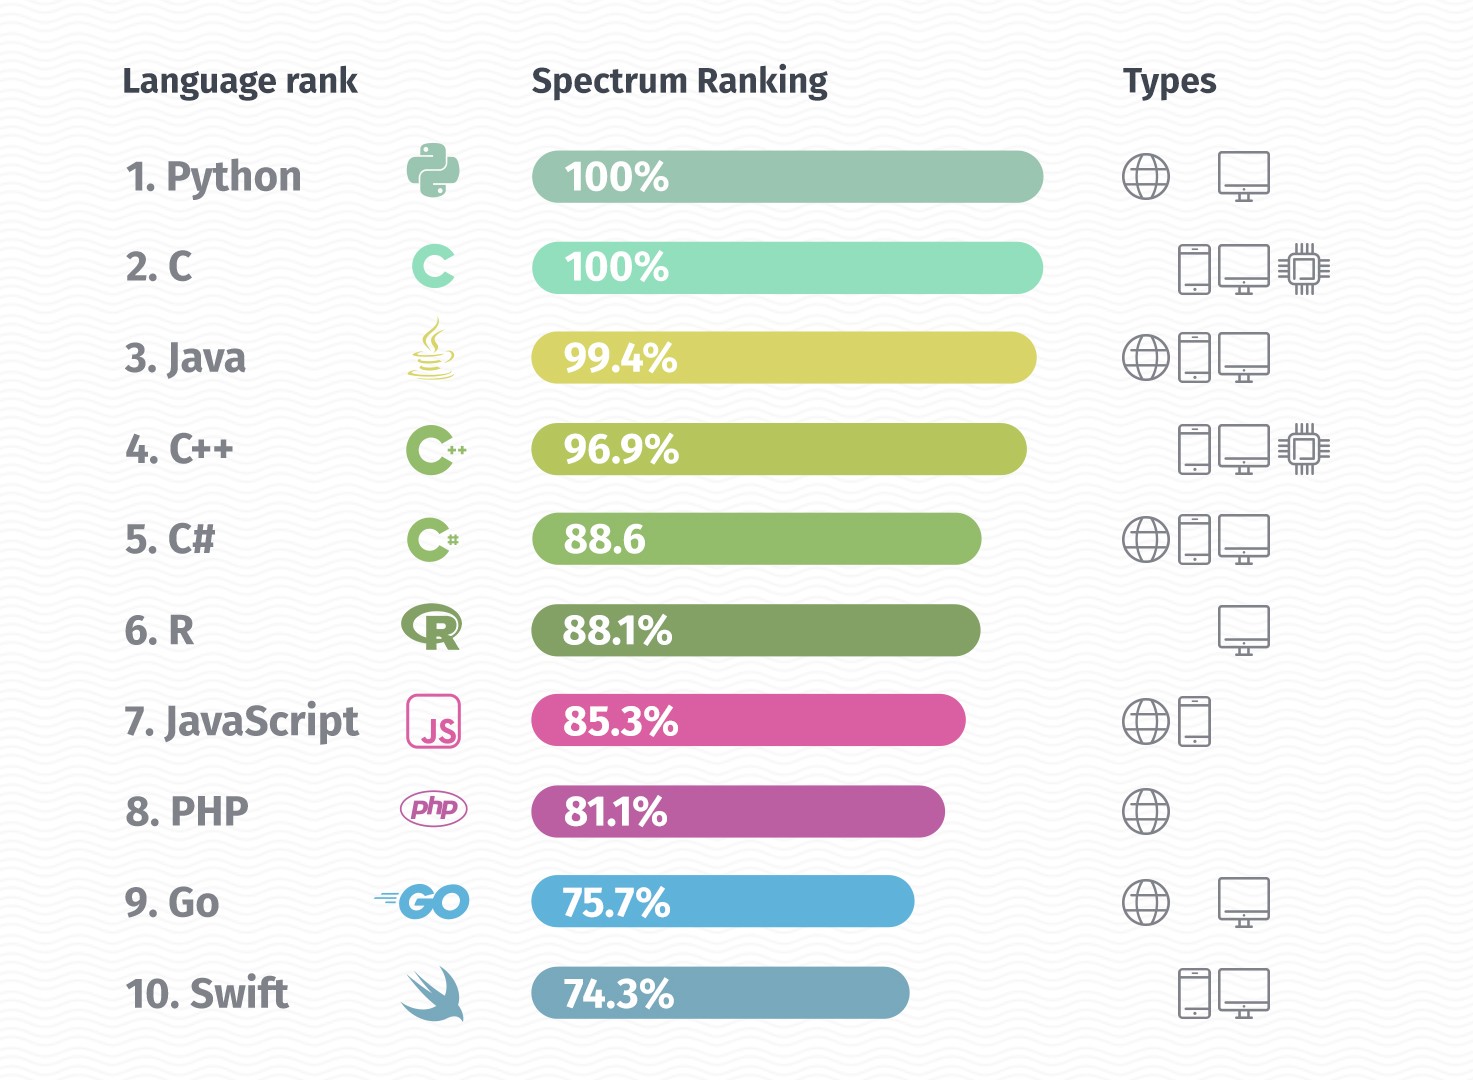 Language rank Spectrum Ranking Types
1. Python 100%
2. C C 100%
3. Java 99.4%
4. C++ C++ 96.9%
5. C# C# 88.6
6. R R 88.1%
7. JavaScript JS 85.3%
8. PHP php 81.1%
9. Go GO 75.7%
10. Swift 74.3%